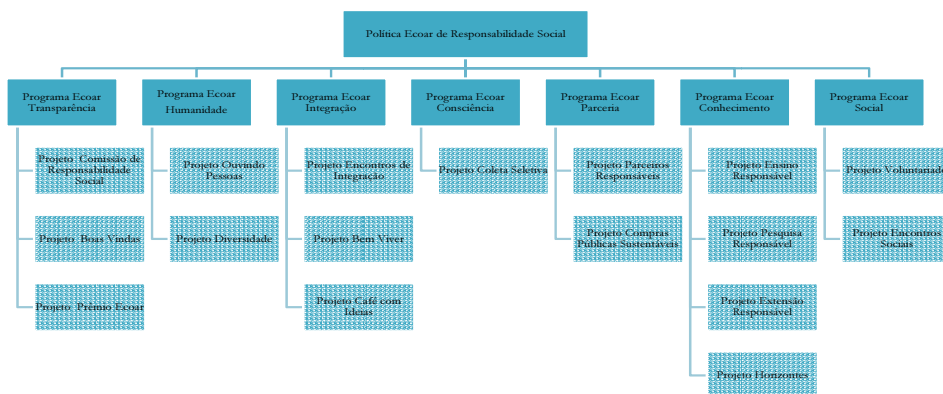 Política Ecoar de Responsabilidade Social
Programa Ecoar
Transparência
Programa Ecoar
Humanidade
Programa Ecoar
Integração
Programa Ecoar
Consciência
Programa Ecoar
Parceria
Programa Ecoar
Conhecimento
Programa Ecoar
Social
Projeto Comissão de
Responsabilidade
Social
Projeto Boas Vindas
Projeto Prêmio Ecoar
Projeto Ouvindo
Pessoas
Projeto Diversidade
Projeto Encontros de
Integração
Projeto Bem Viver
Projeto Café com
Ideias
Projeto Coleta Seletiva
Projeto Parceiros
Responsáveis
Projeto Compras
Públicas Sustentáveis
Projeto Ensino
Responsável
Projeto Pesquisa
Responsável
Projeto Extensão
Responsável
Projeto Horizontes
Projeto Voluntariado
Projeto Encontros
Sociais